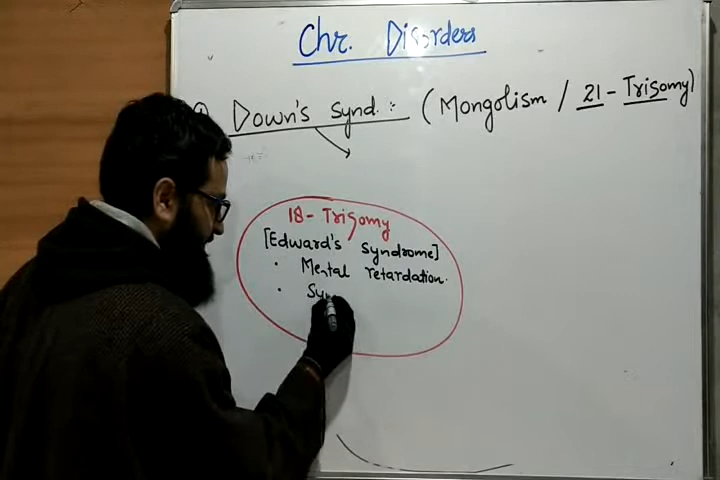 Chr. Disorders
① Down's Synd. :- (Mongolism / 21 - Trisomy)
18- Trisomy
[Edward's Syndrome]
· Mental retardation.
· Sy